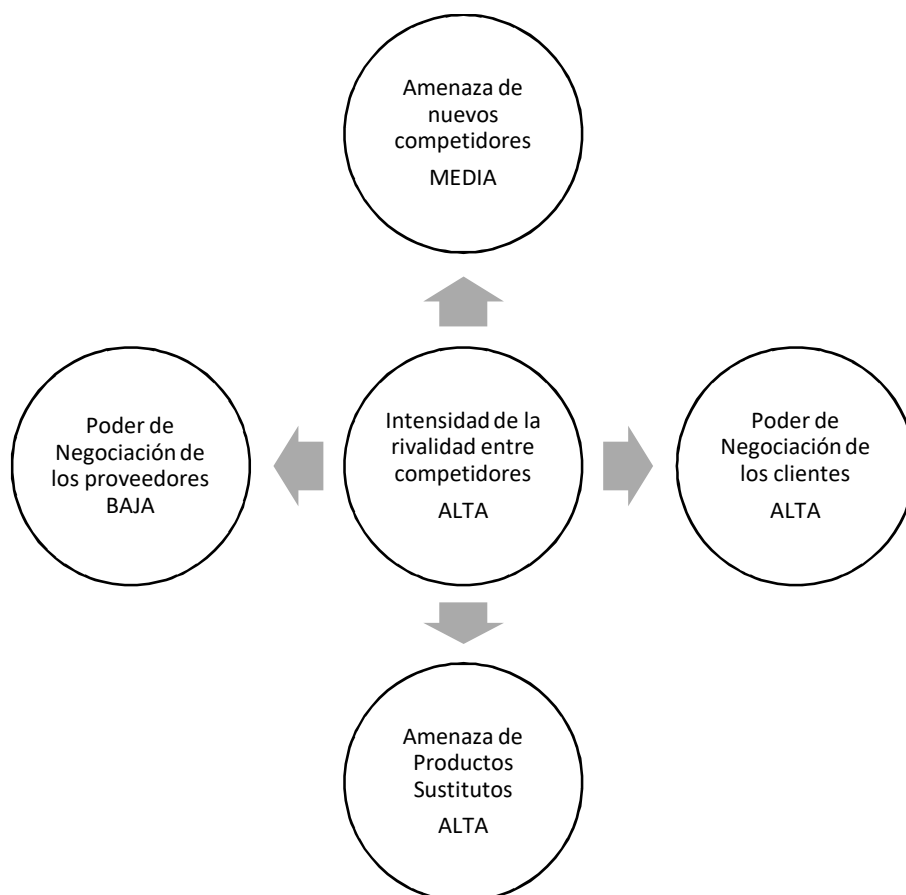 Amenaza de
nuevos
competidores
MEDIA
Poder de
Negociación de
los proveedores
BAJA
Intensidad de la
rivalidad entre
competidores
ALTA
Poder de
Negociación de
los clientes
ALTA
Amenaza de
Productos
Sustitutos
ALTA